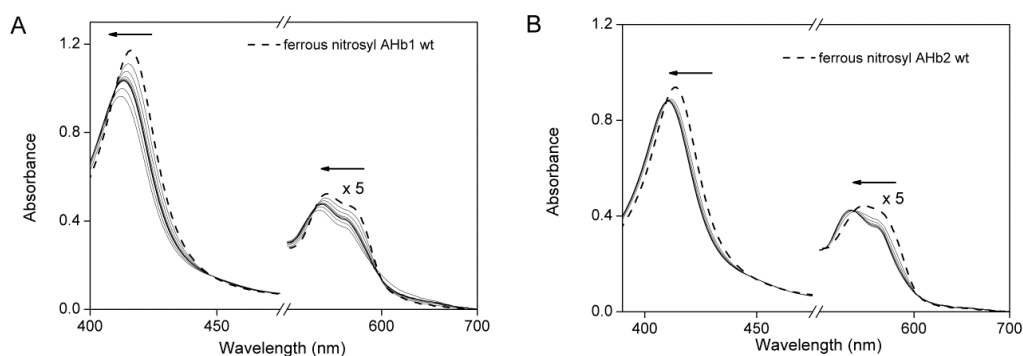 A
ferrous nitrosyl AHb1 wt
x 5
Absorbance
1.2
0.8
0.4
0.0
400
450
600
700
Wavelength (nm)
B
ferrous nitrosyl AHb2 wt
x 5
Absorbance
1.2
0.8
0.4
0.0
400
450
600
700
Wavelength (nm)